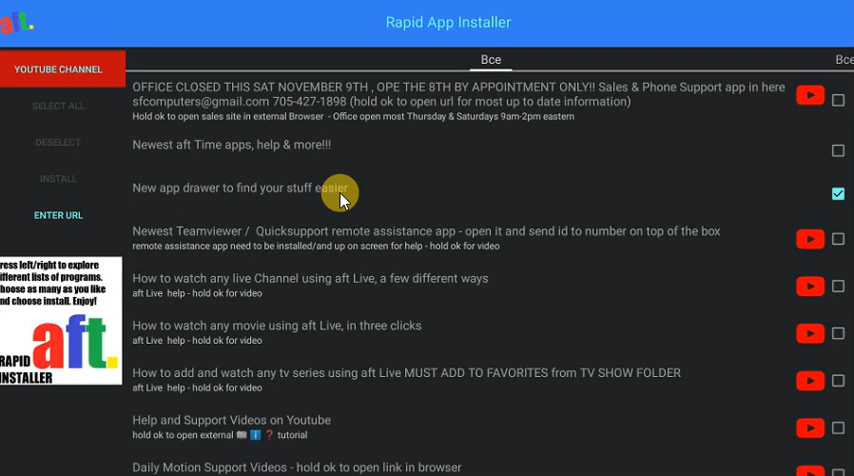 aft.
Rapid App Installer
YOUTUBE CHANNEL
SELECT ALL
DESELECT
INSTALL
ENTER URL
ress left/right to explore
ifferent lists of programs.
hoose as many as you like
nd choose install. Enjoy!
aft.
RAPID
INSTALLER
Все
Все
OFFICE CLOSED THIS SAT NOVEMBER 9TH , OPE THE 8TH BY APPOINTMENT ONLY!! Sales & Phone Support app in here
sfcomputers@gmail.com 705-427-1898 (hold ok to open url for most up to date information)
Hold ok to open sales site in external Browser - Office open most Thursday & Saturdays 9am-2pm eastern
Newest aft Time apps, help & more!!!
New app drawer to find your stuff easier
Newest Teamviewer / Quicksupport remote assistance app - open it and send id to number on top of the box
remote assistance app need to be installed/and up on screen for help - hold ok for video
How to watch any live Channel using aft Live, a few different ways
aft Live help - hold ok for video
How to watch any movie using aft Live, in three clicks
aft Live help - hold ok for video
How to add and watch any tv series using aft Live MUST ADD TO FAVORITES from TV SHOW FOLDER
aft Live help - hold ok for video
Help and Support Videos on Youtube
hold ok to open external 📖 ℹ️ ❓ tutorial
Daily Motion Support Videos - hold ok to open link in browser